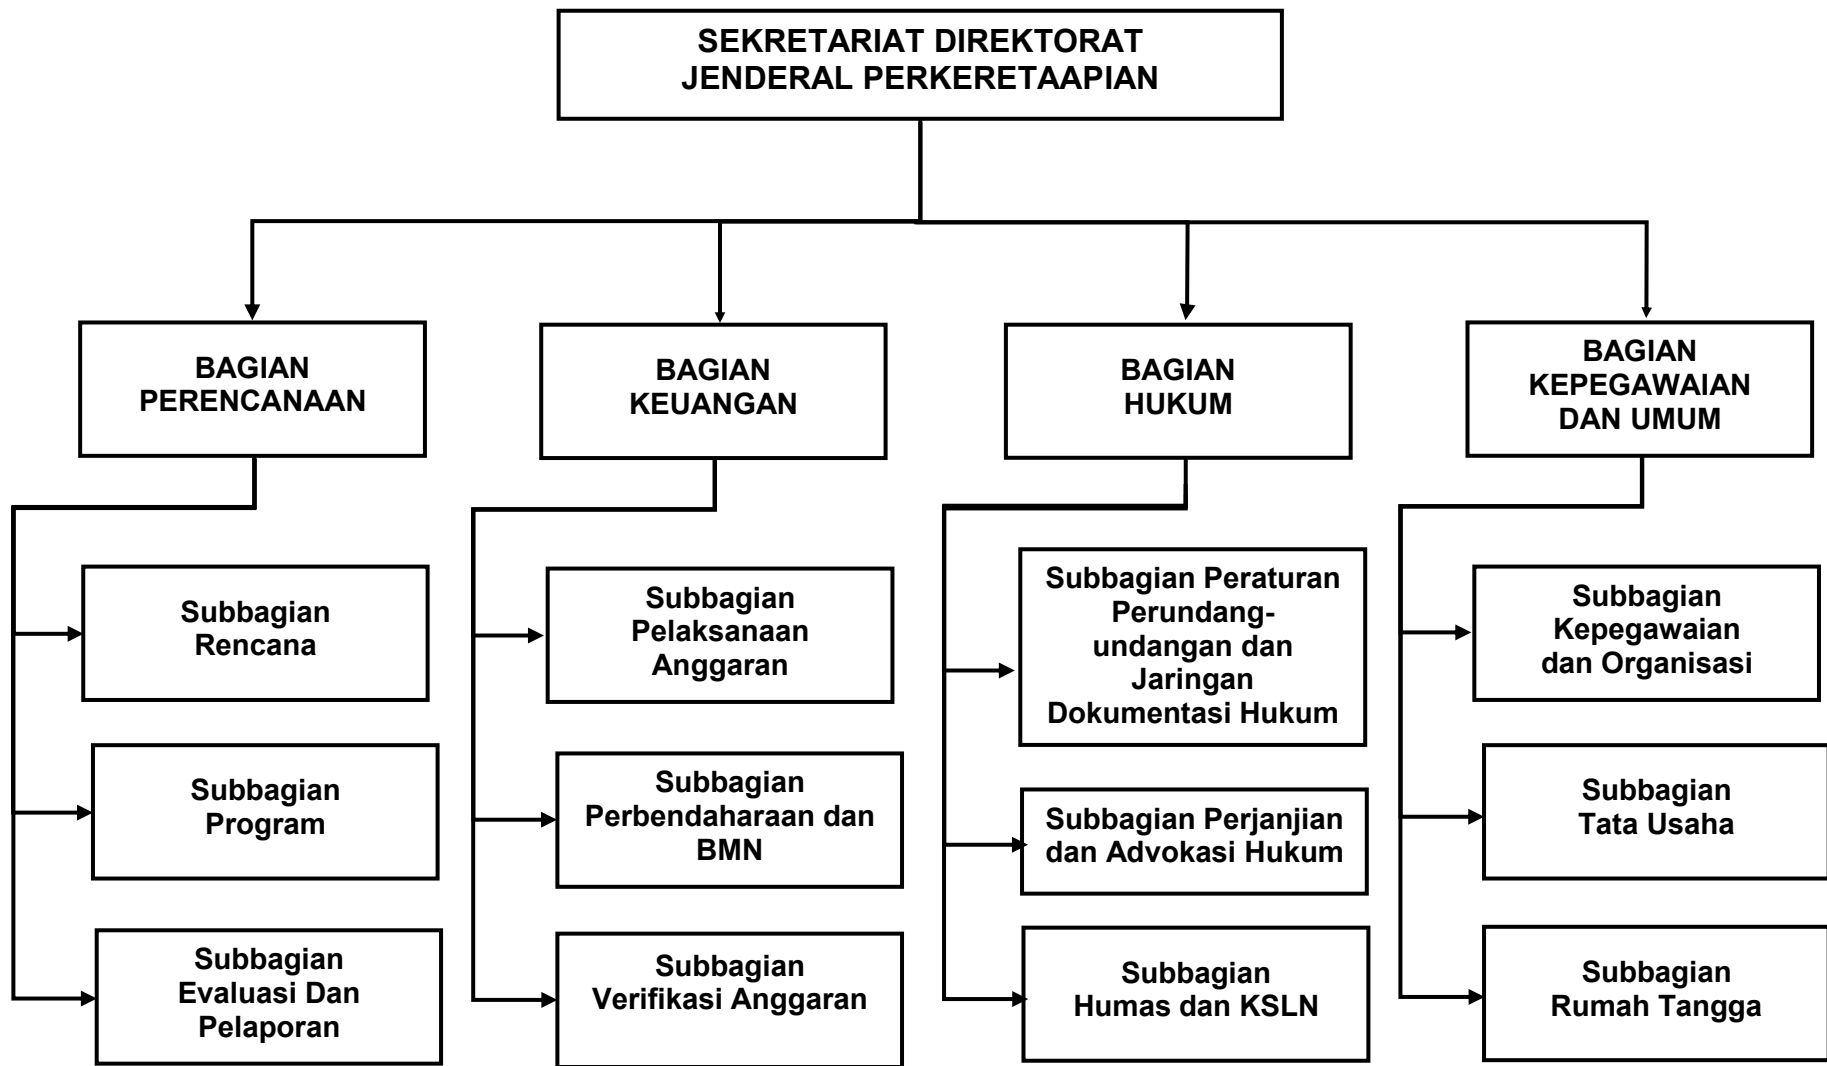 SEKRETARIAT DIREKTORAT
JENDERAL PERKERETAAPIAN
BAGIAN
PERENCANAAN
BAGIAN
KEUANGAN
BAGIAN
HUKUM
BAGIAN
KEPEGAWAIAN
DAN UMUM
Subbagian
Rencana
Subbagian
Program
Subbagian
Evaluasi Dan
Pelaporan
Subbagian
Pelaksanaan
Anggaran
Subbagian
Perbendaharaan dan
BMN
Subbagian
Verifikasi Anggaran
Subbagian Peraturan
Perundang-
undangan dan
Jaringan
Dokumentasi Hukum
Subbagian Perjanjian
dan Advokasi Hukum
Subbagian
Humas dan KSLN
Subbagian
Kepegawaian
dan Organisasi
Subbagian
Tata Usaha
Subbagian
Rumah Tangga